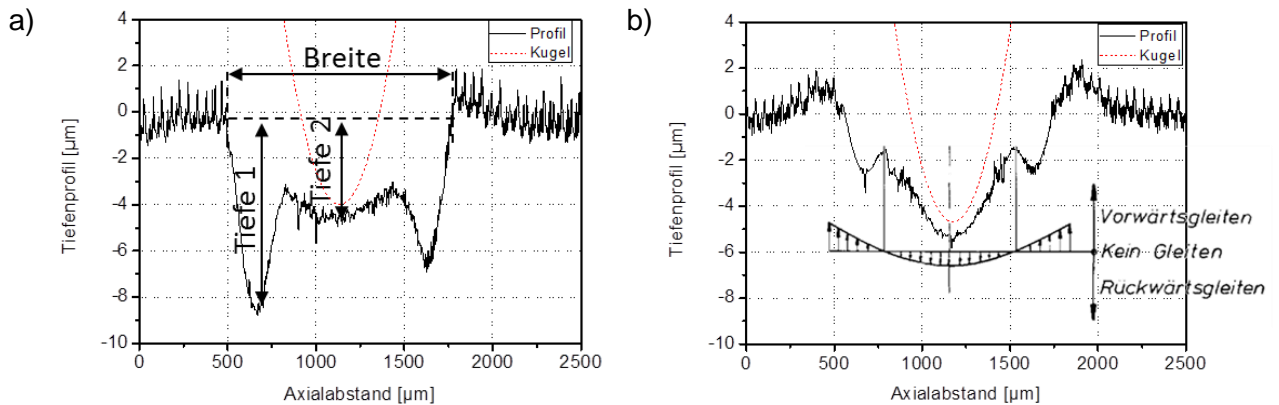 a)
Tiefenprofil [µm]
4
2
0
-2
-4
-6
-8
-10
Breite
Tiefe 1
Tiefe 2
Profil
Kugel
0 500 1000 1500 2000 2500
Axialabstand [µm]
b)
Tiefenprofil [µm]
4
2
0
-2
-4
-6
-8
-10
Profil
Kugel
Vorwärtsgleiten
Kein Gleiten
Rückwärtsgleiten
0 500 1000 1500 2000 2500
Axialabstand [µm]